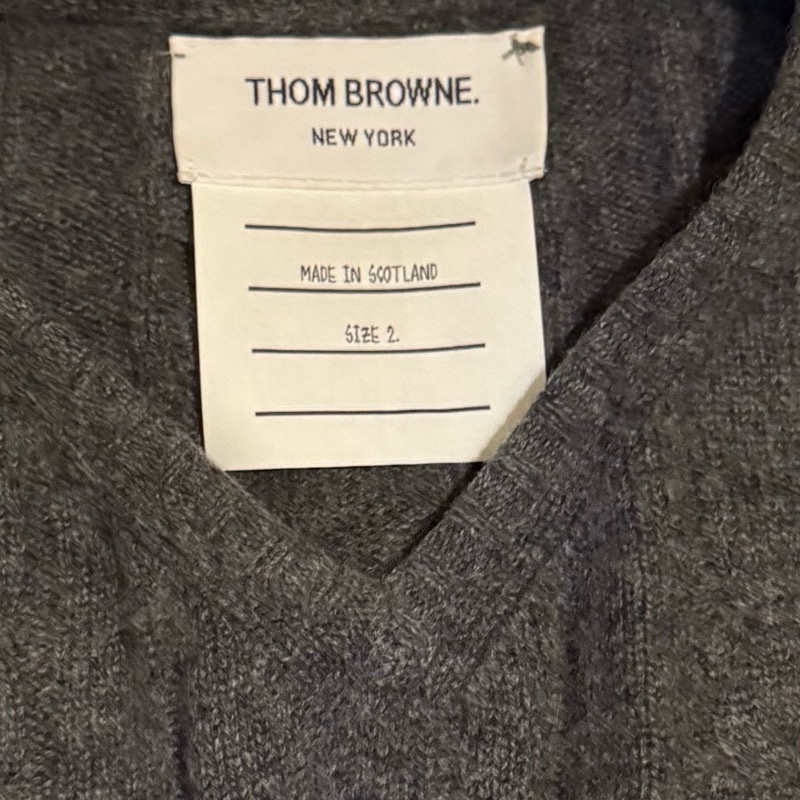 THOM BROWNE.
NEW YORK
MADE IN SCOTLAND
SIZE 2.